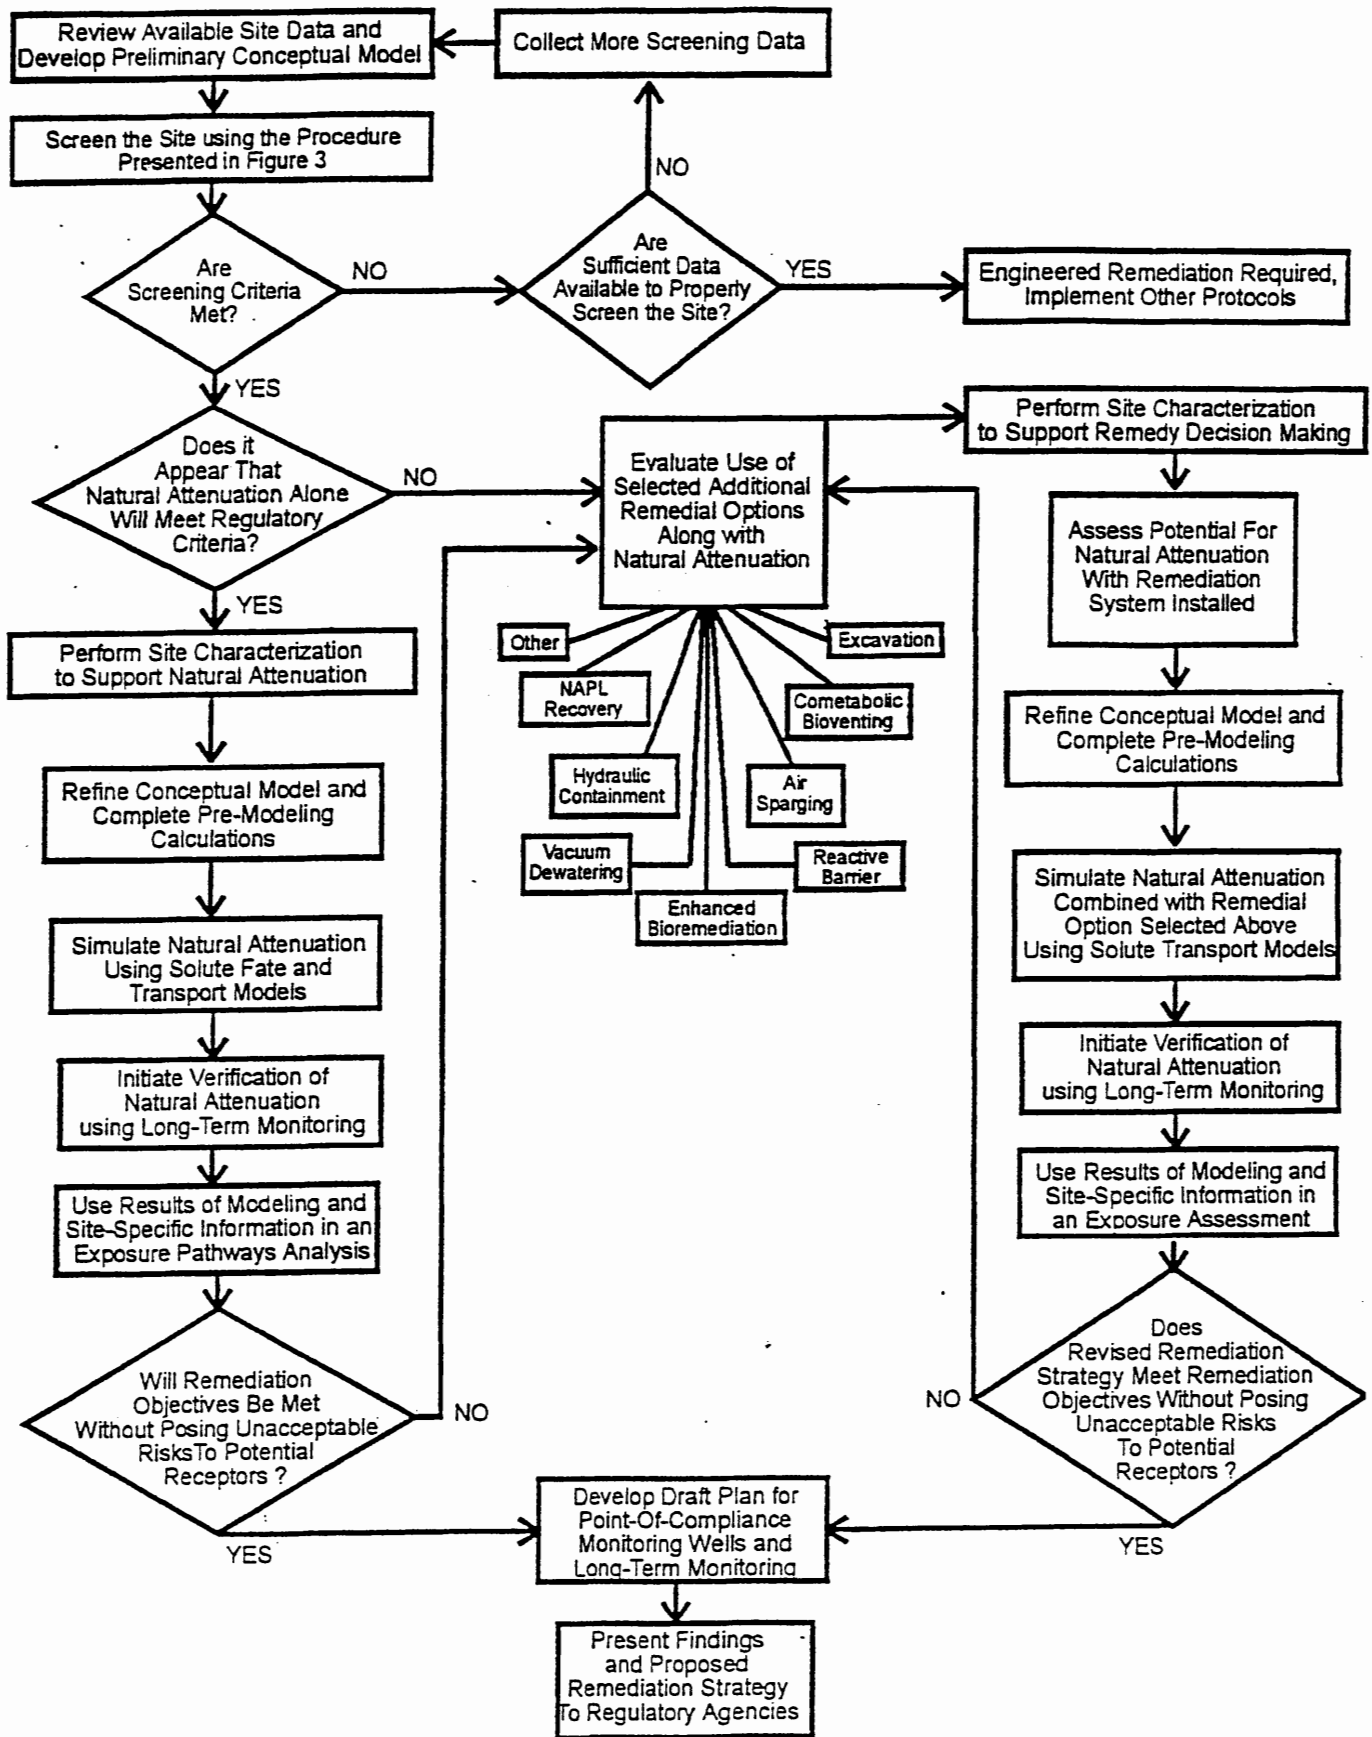 Review Available Site Data and
Develop Preliminary Conceptual Model
Collect More Screening Data
Screen the Site using the Procedure
Presented in Figure 3
NO
Are
Screening Criteria
Met?
NO
Are
Sufficient Data
Available to Properly
Screen the Site?
YES
Engineered Remediation Required,
Implement Other Protocols
YES
Does it
Appear That
Natural Attenuation Alone
Will Meet Regulatory
Criteria?
NO
Evaluate Use of
Selected Additional
Remedial Options
Along with
Natural Attenuation
Perform Site Characterization
to Support Remedy Decision Making
Assess Potential For
Natural Attenuation
With Remediation
System Installed
YES
Perform Site Characterization
to Support Natural Attenuation
Other
Excavation
NAPL
Recovery
Cometabolic
Bioventing
Hydraulic
Containment
Air
Sparging
Vacuum
Dewatering
Reactive
Barrier
Enhanced
Bioremediation
Refine Conceptual Model and
Complete Pre-Modeling
Calculations
Refine Conceptual Model and
Complete Pre-Modeling
Calculations
Simulate Natural Attenuation
Using Solute Fate and
Transport Models
Simulate Natural Attenuation
Combined with Remedial
Option Selected Above
Using Solute Transport Models
Initiate Verification of
Natural Attenuation
using Long-Term Monitoring
Initiate Verification of
Natural Attenuation
using Long-Term Monitoring
Use Results of Modeling and
Site-Specific Information in an
Exposure Pathways Analysis
Use Results of Modeling and
Site-Specific Information in
an Exposure Assessment
Will Remediation
Objectives Be Met
Without Posing Unacceptable
RisksTo Potential
Receptors ?
NO
NO
Does
Revised Remediation
Strategy Meet Remediation
Objectives Without Posing
Unacceptable Risks
To Potential
Receptors ?
YES
Develop Draft Plan for
Point-Of-Compliance
Monitoring Wells and
Long-Term Monitoring
YES
Present Findings
and Proposed
Remediation Strategy
To Regulatory Agencies